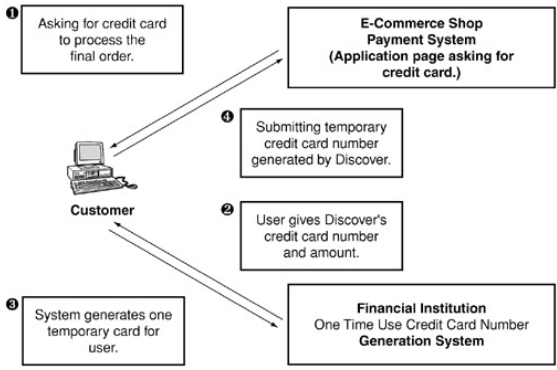 ❶
Asking for credit card
to process the
final order.
E-Commerce Shop
Payment System
(Application page asking for
credit card.)
❹
Submitting temporary
credit card number
generated by Discover.
Customer
❷
User gives Discover's
credit card number
and amount.
❸
System generates one
temporary card for
user.
Financial Institution
One Time Use Credit Card Number
Generation System